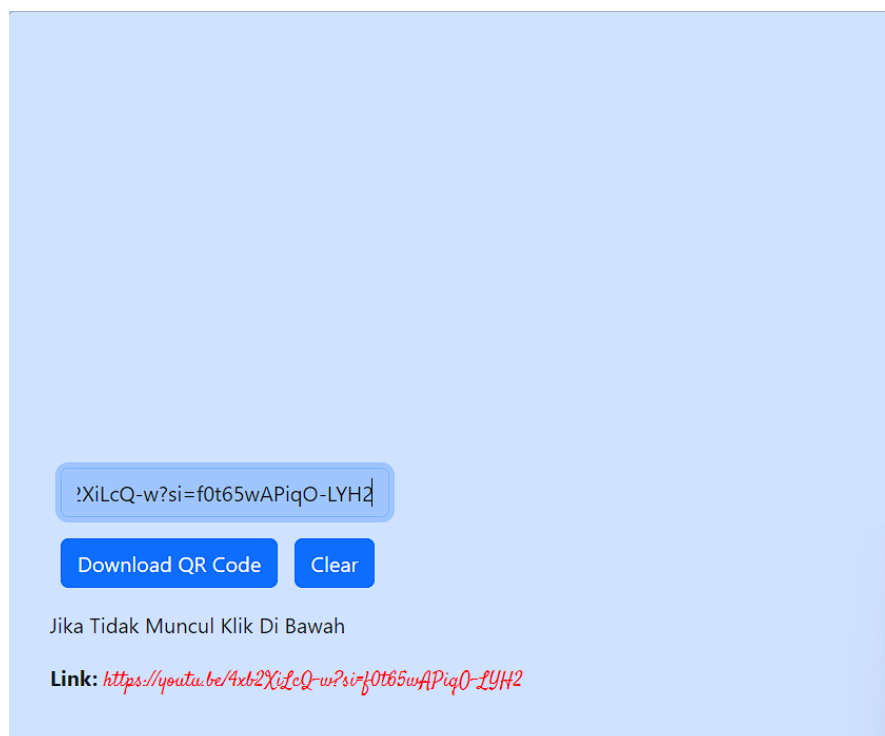 2XiLcQ-w?si=f0t65wAPiqO-LYH2
Download QR Code Clear
Jika Tidak Muncul Klik Di Bawah
Link: https://youtu.be/4xb2XiLcQ-w?si=f0t65wAPiqO-LYH2